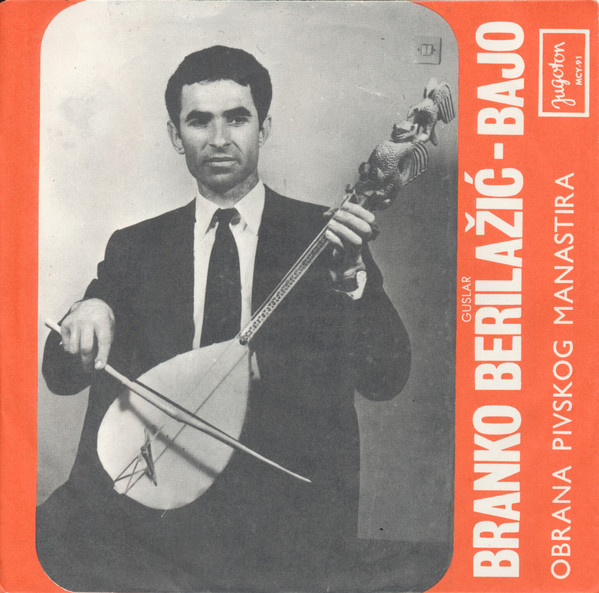 Jugoton
MCY-91
GUSLAR
BRANKO BERILAŽIĆ - BAJO
OBRANA PIVSKOG MANASTIRA